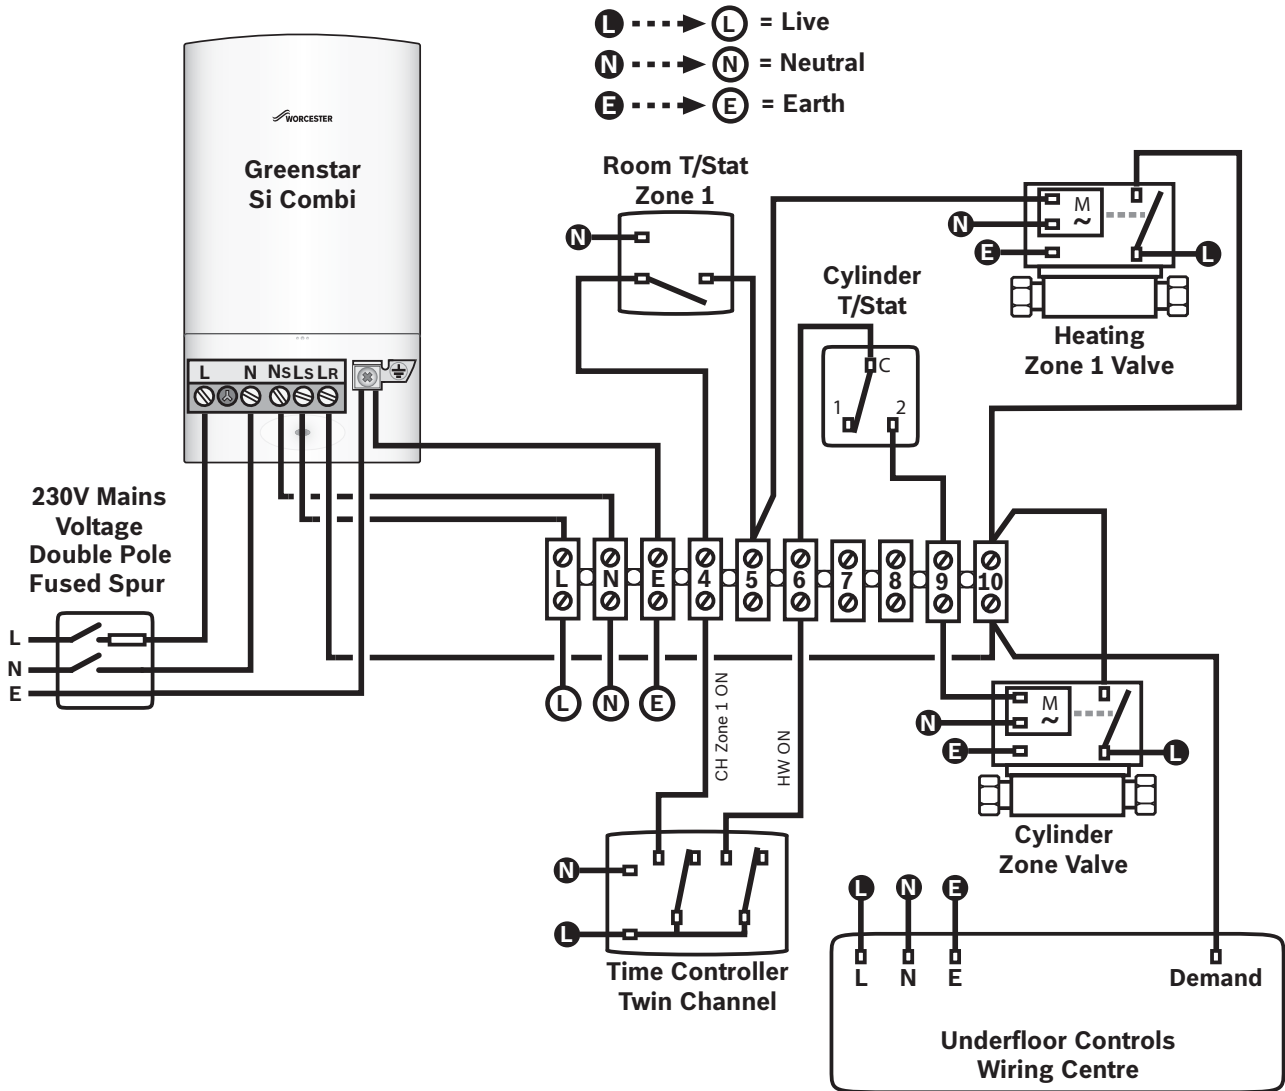 L L = Live
N N = Neutral
E E = Earth
WORCESTER
Greenstar
Si Combi
L N NS LS LR
Room T/Stat
Zone 1
N
M
~
N
E
L
Heating
Zone 1 Valve
Cylinder
T/Stat
C
1
2
230V Mains
Voltage
Double Pole
Fused Spur
L
N
E
L N E 4 5 6 7 8 9 10
L N E
CH Zone 1 ON
HW ON
M
~
N
E
L
Cylinder
Zone Valve
N
L
Time Controller
Twin Channel
L N E
L N E Demand
Underfloor Controls
Wiring Centre